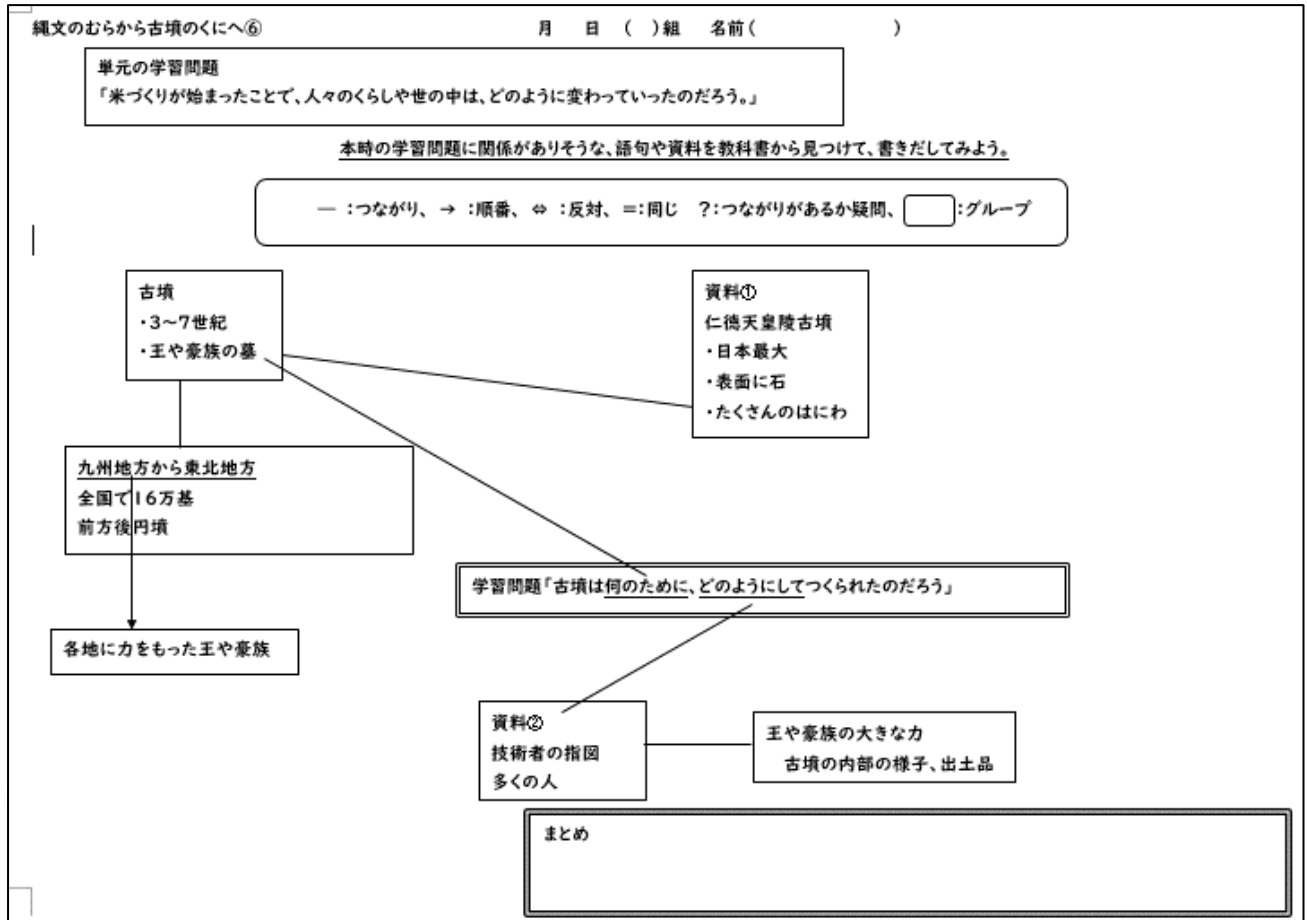 縄文のむらから古墳のくにへ⑥ 月 日 ( )組 名前( )
単元の学習問題
「米づくりが始まったことで、人々のくらしや世の中は、どのように変わっていったのだろう。」
本時の学習問題に関係がありそうな、語句や資料を教科書から見つけて、書きだしてみよう。
― :つながり、 → :順番、 ⇔ :反対、 =:同じ ?:つながりがあるか疑問、 :グループ
古墳
・3〜7世紀
・王や豪族の墓
資料①
仁徳天皇陵古墳
・日本最大
・表面に石
・たくさんのはにわ
九州地方から東北地方
全国で16万基
前方後円墳
学習問題「古墳は何のために、どのようにしてつくられたのだろう」
各地に力をもった王や豪族
資料②
技術者の指図
多くの人
王や豪族の大きな力
古墳の内部の様子、出土品
まとめ